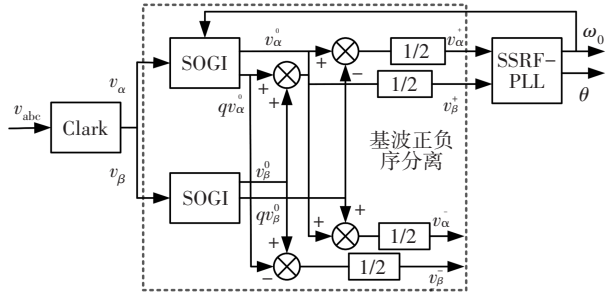 v_abc
Clark
v_α
v_β
SOGI
SOGI
v_α^0
qv_α^0
v_β^0
qv_β^0
+
−
+
+
+
+
+
−
1/2
1/2
1/2
1/2
v_α^+
v_β^+
v_α^-
v_β^-
基波正负
序分离
SSRF−
PLL
ω_0
θ